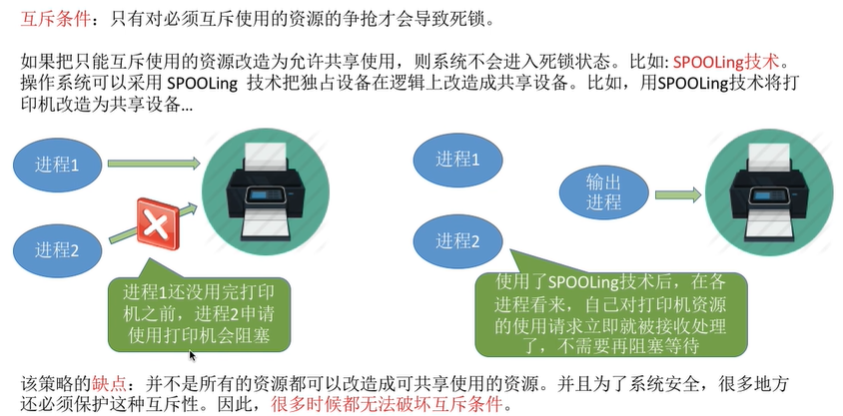 互斥条件：只有对必须互斥使用的资源的争抢才会导致死锁。
如果把只能互斥使用的资源改造为允许共享使用，则系统不会进入死锁状态。比如: SPOOLing技术。
操作系统可以采用 SPOOLing 技术把独占设备在逻辑上改造成共享设备。比如，用SPOOLing技术将打
印机改造为共享设备...
进程1
进程2
进程1还没用完打印
机之前，进程2申请
使用打印机会阻塞
进程1
进程2
输出
进程
使用了SPOOLing技术后，在各
进程看来，自己对打印机资源
的使用请求立即就被接收处理
了，不需要再阻塞等待
该策略的缺点：并不是所有的资源都可以改造成可共享使用的资源。并且为了系统安全，很多地方
还必须保护这种互斥性。因此，很多时候都无法破坏互斥条件。